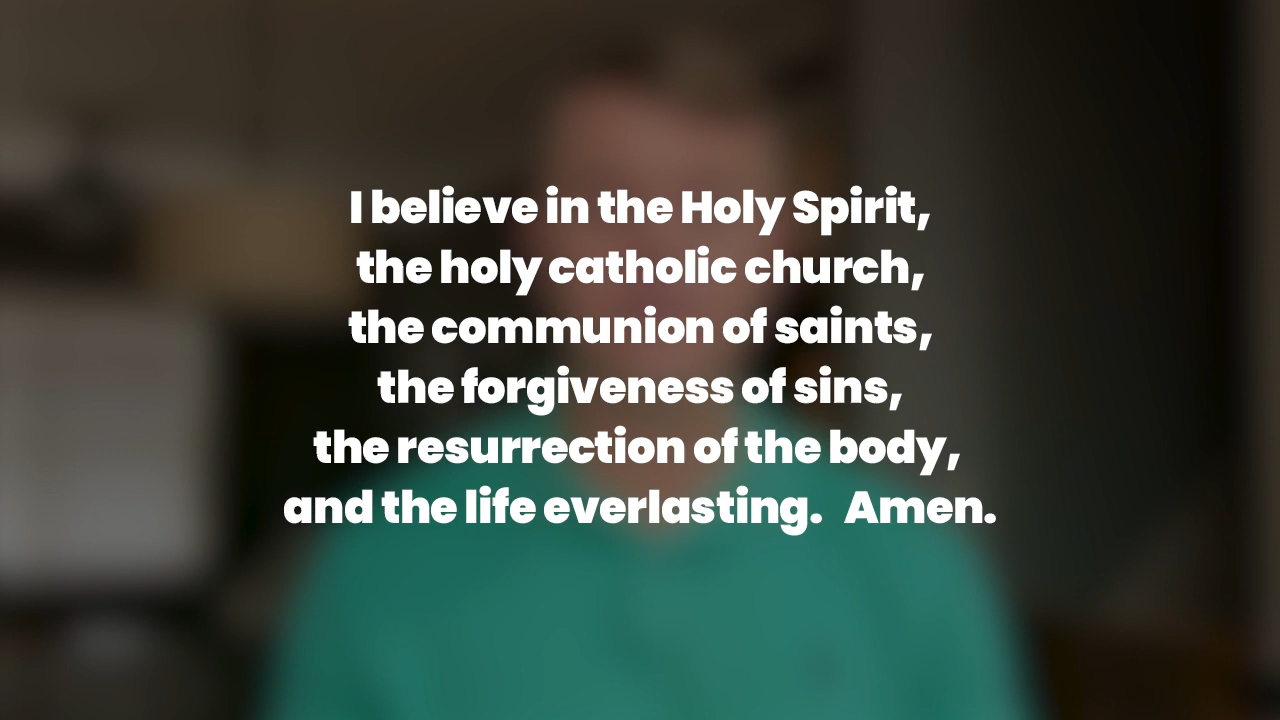 I believe in the Holy Spirit,
the holy catholic church,
the communion of saints,
the forgiveness of sins,
the resurrection of the body,
and the life everlasting.  Amen.